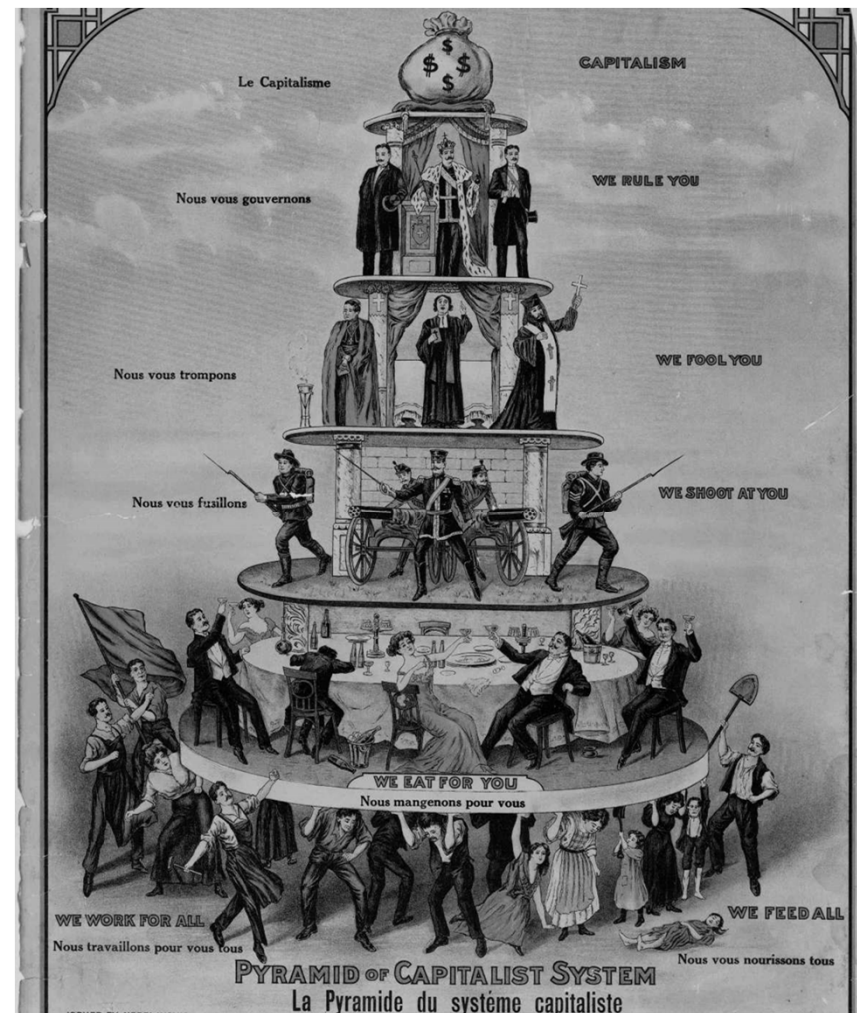 $ $ $ $
Le Capitalisme
CAPITALISM
Nous vous gouvernons
WE RULE YOU
Nous vous trompons
WE FOOL YOU
Nous vous fusillons
WE SHOOT AT YOU
WE EAT FOR YOU
Nous mangenons pour vous
WE WORK FOR ALL
WE FEED ALL
Nous travaillons pour vous tous
Nous vous nourissons tous
PYRAMID OF CAPITALIST SYSTEM
La Pyramide du systéme capitaliste